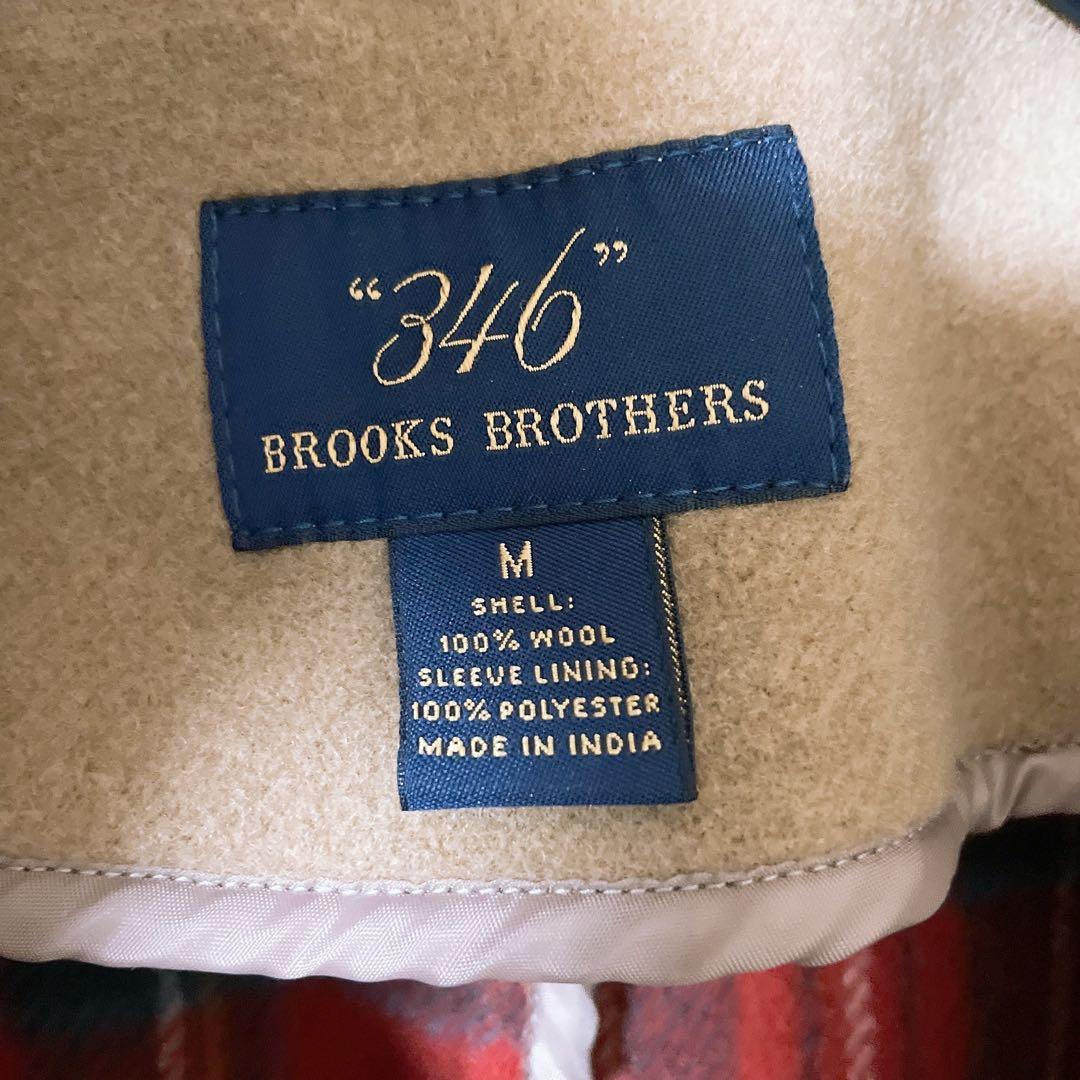 “346”
BROOKS BROTHERS
M
SHELL:
100% WOOL
SLEEVE LINING:
100% POLYESTER
MADE IN INDIA